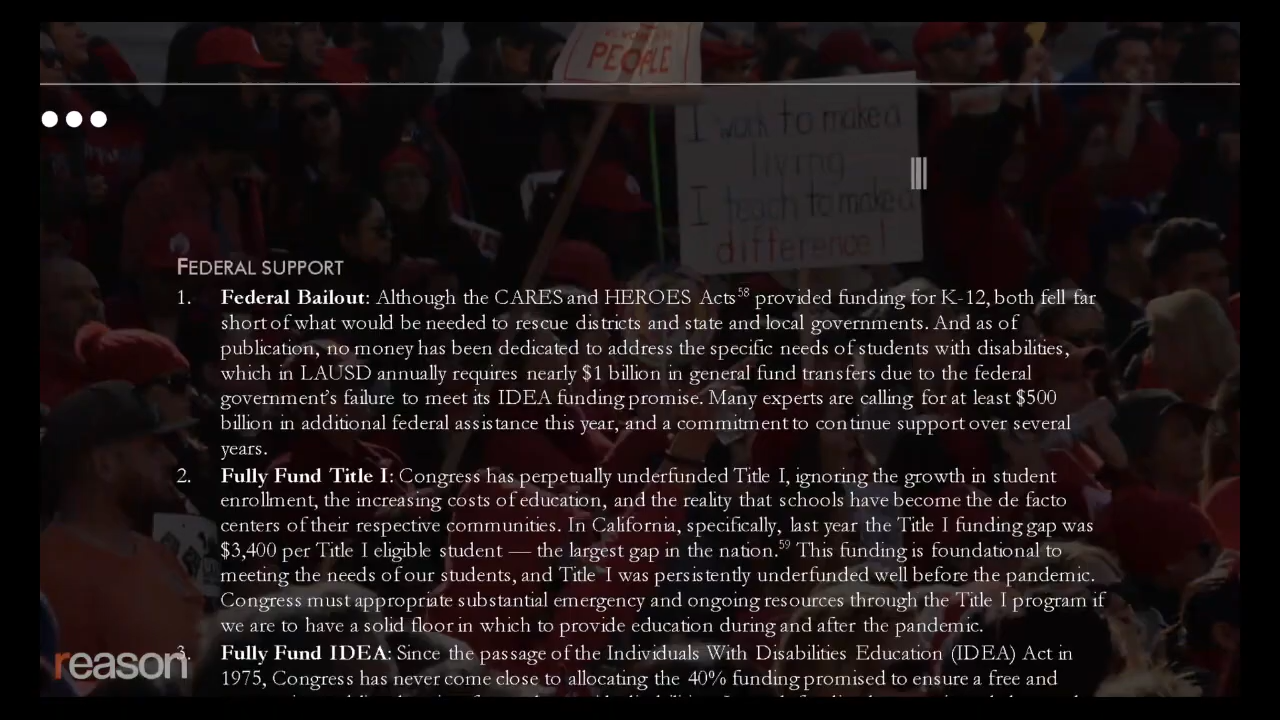 PEOPLE
I work to make a
living
I teach to make a
difference!
FEDERAL SUPPORT
1. Federal Bailout: Although the CARES and HEROES Acts58 provided funding for K-12, both fell far
short of what would be needed to rescue districts and state and local governments. And as of
publication, no money has been dedicated to address the specific needs of students with disabilities,
which in LAUSD annually requires nearly $1 billion in general fund transfers due to the federal
government's failure to meet its IDEA funding promise. Many experts are calling for at least $500
billion in additional federal assistance this year, and a commitment to continue support over several
years.
2. Fully Fund Title I: Congress has perpetually underfunded Title I, ignoring the growth in student
enrollment, the increasing costs of education, and the reality that schools have become the de facto
centers of their respective communities. In California, specifically, last year the Title I funding gap was
$3,400 per Title I eligible student — the largest gap in the nation.59 This funding is foundational to
meeting the needs of our students, and Title I was persistently underfunded well before the pandemic.
Congress must appropriate substantial emergency and ongoing resources through the Title I program if
we are to have a solid floor in which to provide education during and after the pandemic.
3. Fully Fund IDEA: Since the passage of the Individuals With Disabilities Education (IDEA) Act in
1975, Congress has never come close to allocating the 40% funding promised to ensure a free and
reason